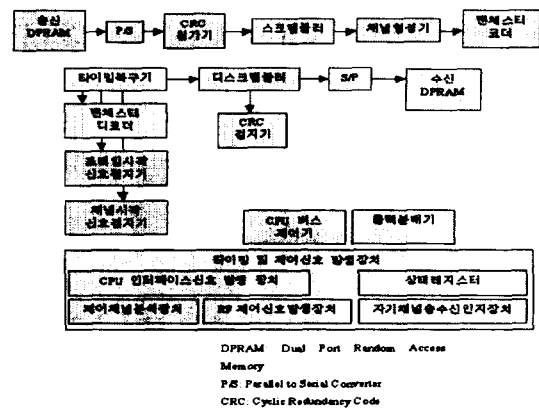 송신
DPRAM
P/S
CRC
첨가기
스크램블러
채널형성기
맨체스터
코더
타이밍복구기
디스크램블러
S/P
수신
DPRAM
맨체스터
디코더
CRC
검지기
프레임시작
신호검지기
채널시작
신호검지기
CPU 버스
제어기
클럭분배기
타이밍 및 제어신호 발생장치
CPU 인터페이스신호 발생 장치
상태레지스터
제어채널분석장치
RF 제어신호발생장치
자기채널송수신인지장치
DPRAM: Dual Port Random Access
Memory
P/S: Parallel to Serial Converter
CRC: Cyclic Redundancy Code